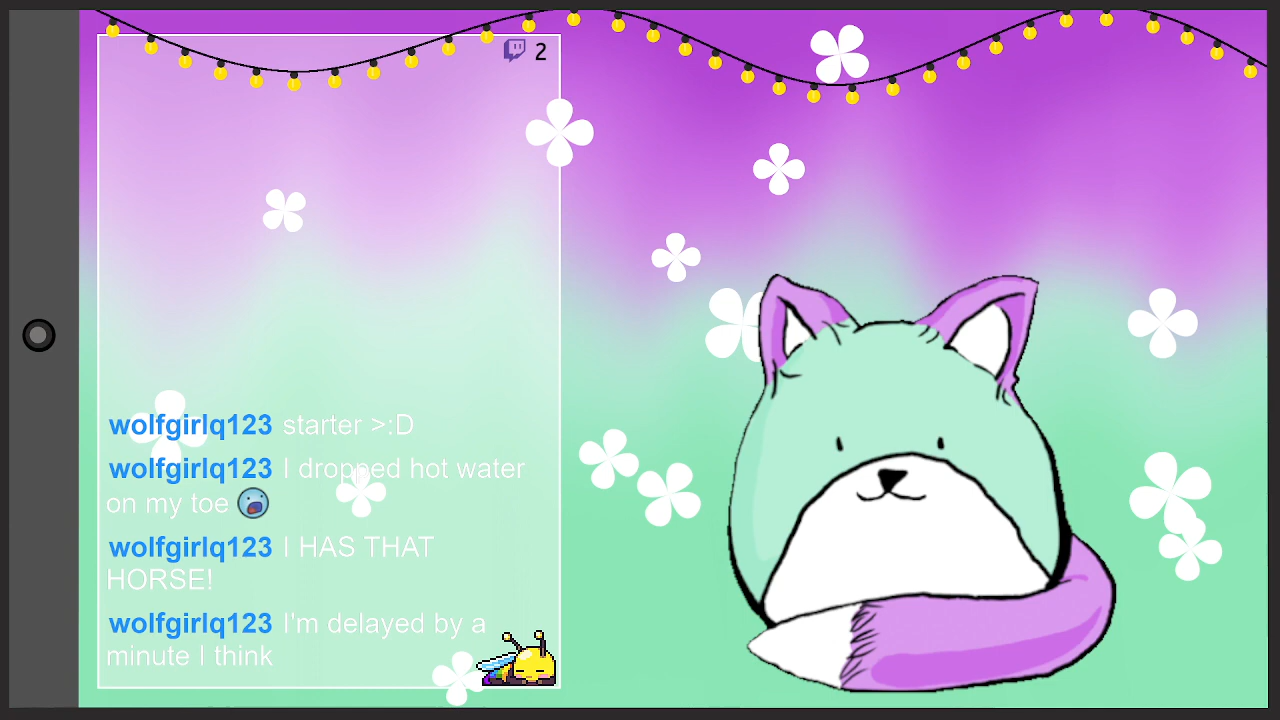 2
wolfgirlq123 starter >:D
wolfgirlq123 I dropped hot water
on my toe
wolfgirlq123 I HAS THAT
HORSE!
wolfgirlq123 I'm delayed by a
minute I think